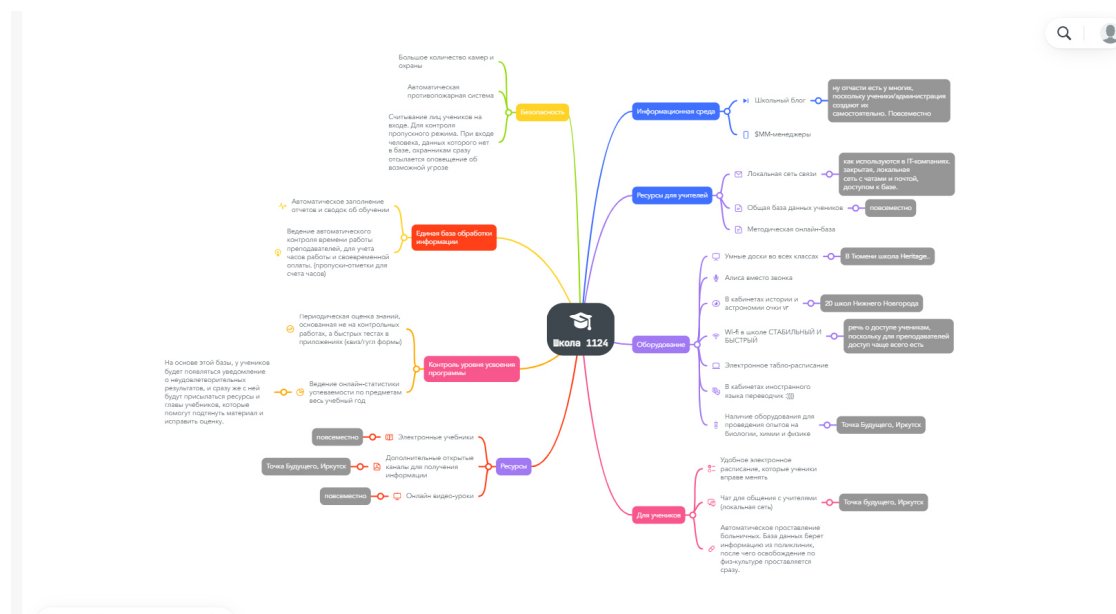 Большое количество камер и
охраны
Автоматическая
противопожарная система
Считывание лиц учеников на
входе. Для контроля
пропускного режима. При входе
человека, данных которого нет
в базе, охранникам сразу
отсылается оповещение об
возможной угрозе
Безопасность
Автоматическое заполнение
отчетов и сводок об обучении
Ведение автоматического
контроля времени работы
преподавателей, для учета
часов работы и своевременной
оплаты. (пропуски-отметки для
счета часов)
Единая база обработки
информации
Периодическая оценка знаний,
основанная не на контрольных
работах, а быстрых тестах в
приложениях (квиз/гугл формы)
На основе этой базы, у учеников
будет появляться уведомление
о неудовлетворительных
результатов, и сразу же с ней
будут присылаться ресурсы и
главы учебников, которые
помогут подтянуть материал и
исправить оценку.
Ведение онлайн-статистики
успеваемости по предметам
весь учебный год
Контроль уровня усвоения
программы
повсеместно
Электронные учебники
Точка Будущего, Иркутск
Дополнительные открытые
каналы для получения
информации
повсеместно
Онлайн видео-уроки
Ресурсы
Школа 1124
Информационная среда
Школьный блог
ну отчасти есть у многих,
поскольку ученики/администрация
создают их
самостоятельно. Повсеместно
SMM-менеджеры
Ресурсы для учителей
Локальная сеть связи
как используются в IT-компаниях.
закрытая, локальная
сеть с чатами и почтой,
доступом к базе.
Общая база данных учеников
повсеместно
Методическая онлайн-база
Оборудование
Умные доски во всех классах
В Тюмени школа Heritage..
Алиса вместо звонка
В кабинетах истории и
астрономии очки vr
20 школ Нижнего Новгорода
Wi-fi в школе СТАБИЛЬНЫЙ И
БЫСТРЫЙ
речь о доступе ученикам,
поскольку для преподавателей
доступ чаще всего есть
Электронное табло-расписание
В кабинетах иностранного
языка переводчик :))))
Наличие оборудования для
проведения опытов на
биологии, химии и физике
Точка Будущего, Иркутск
Для учеников
Удобное электронное
расписание, которые ученики
вправе менять
Чат для общения с учителями
(локальная сеть)
Точка будущего, Иркутск
Автоматическое проставление
больничных. База данных берет
информацию из поликлиник,
после чего освобождение по
физ-культуре проставляется
сразу.